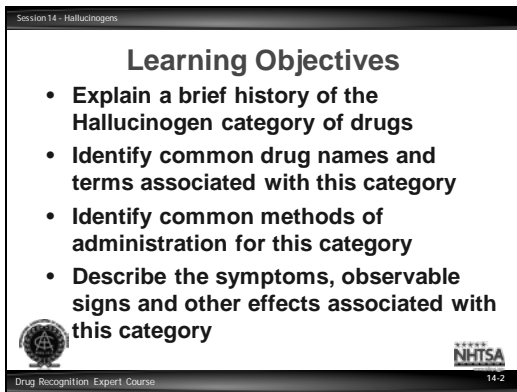 Session 14 - Hallucinogens
Learning Objectives
• Explain a brief history of the
Hallucinogen category of drugs
• Identify common drug names and
terms associated with this category
• Identify common methods of
administration for this category
• Describe the symptoms, observable
signs and other effects associated with
this category
NHTSA
Drug Recognition Expert Course
14-2